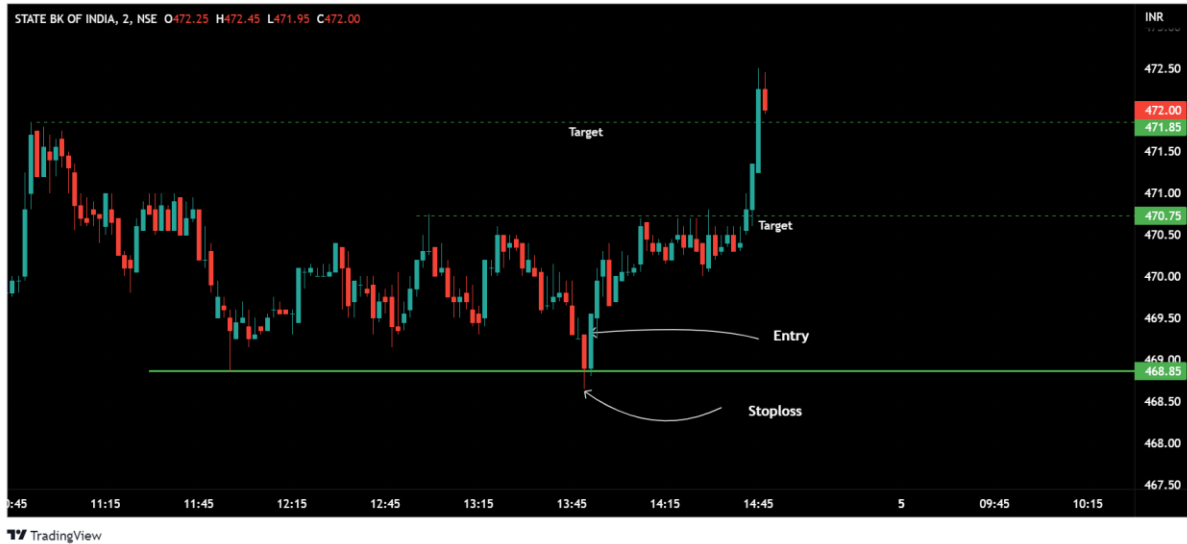 STATE BK OF INDIA, 2, NSE O472.25 H472.45 L471.95 C472.00
INR
472.50
472.00
471.85
Target
471.50
471.00
470.75
Target
470.50
470.00
469.50
Entry
469.00
468.85
468.50
Stoploss
468.00
467.50
:45 11:15 11:45 12:15 12:45 13:15 13:45 14:15 14:45 5 09:45 10:15
TradingView